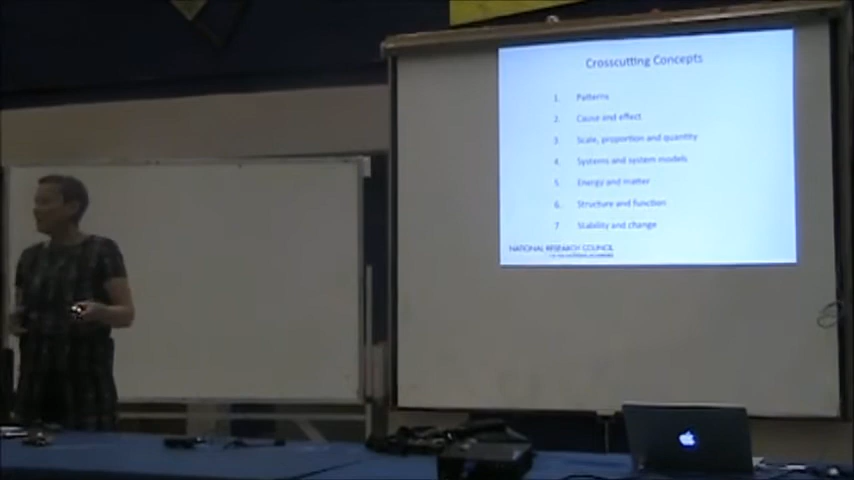 Crosscutting Concepts
1. Patterns
2. Cause and effect
3. Scale, proportion and quantity
4. Systems and system models
5. Energy and matter
6. Structure and function
7 Stability and change
NATIONAL RESEARCH COUNCIL